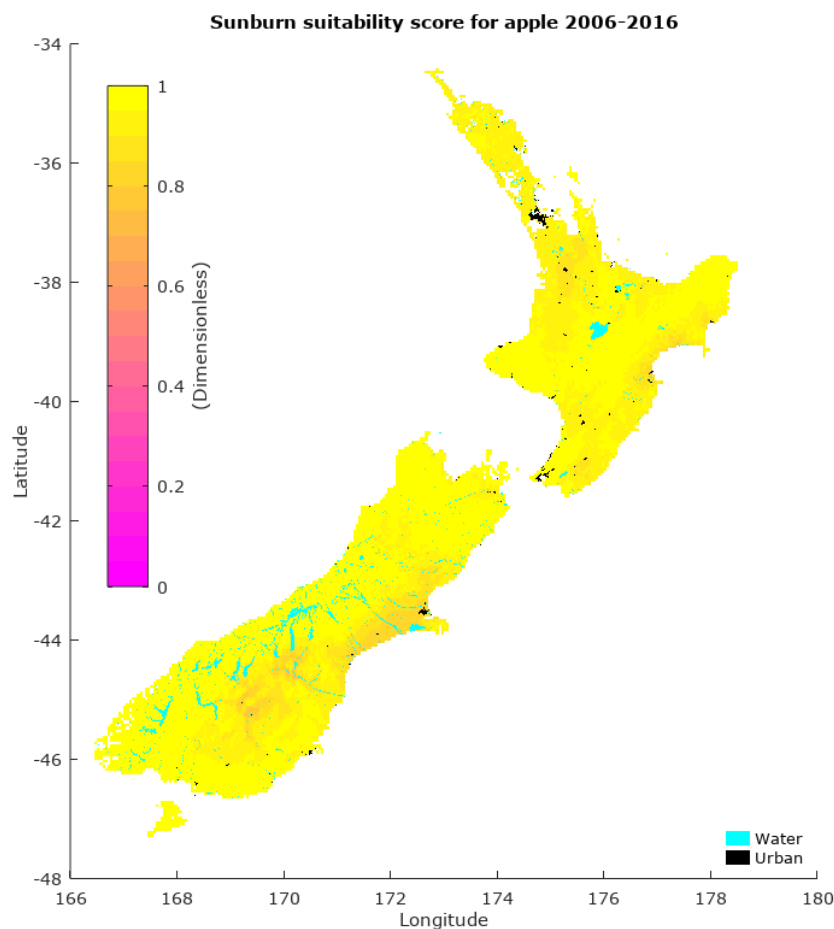 Sunburn suitability score for apple 2006-2016
-34
-36
-38
-40
-42
-44
-46
-48
Latitude
1
0.8
0.6
0.4
0.2
0
(Dimensionless)
Water
Urban
166 168 170 172 174 176 178 180
Longitude